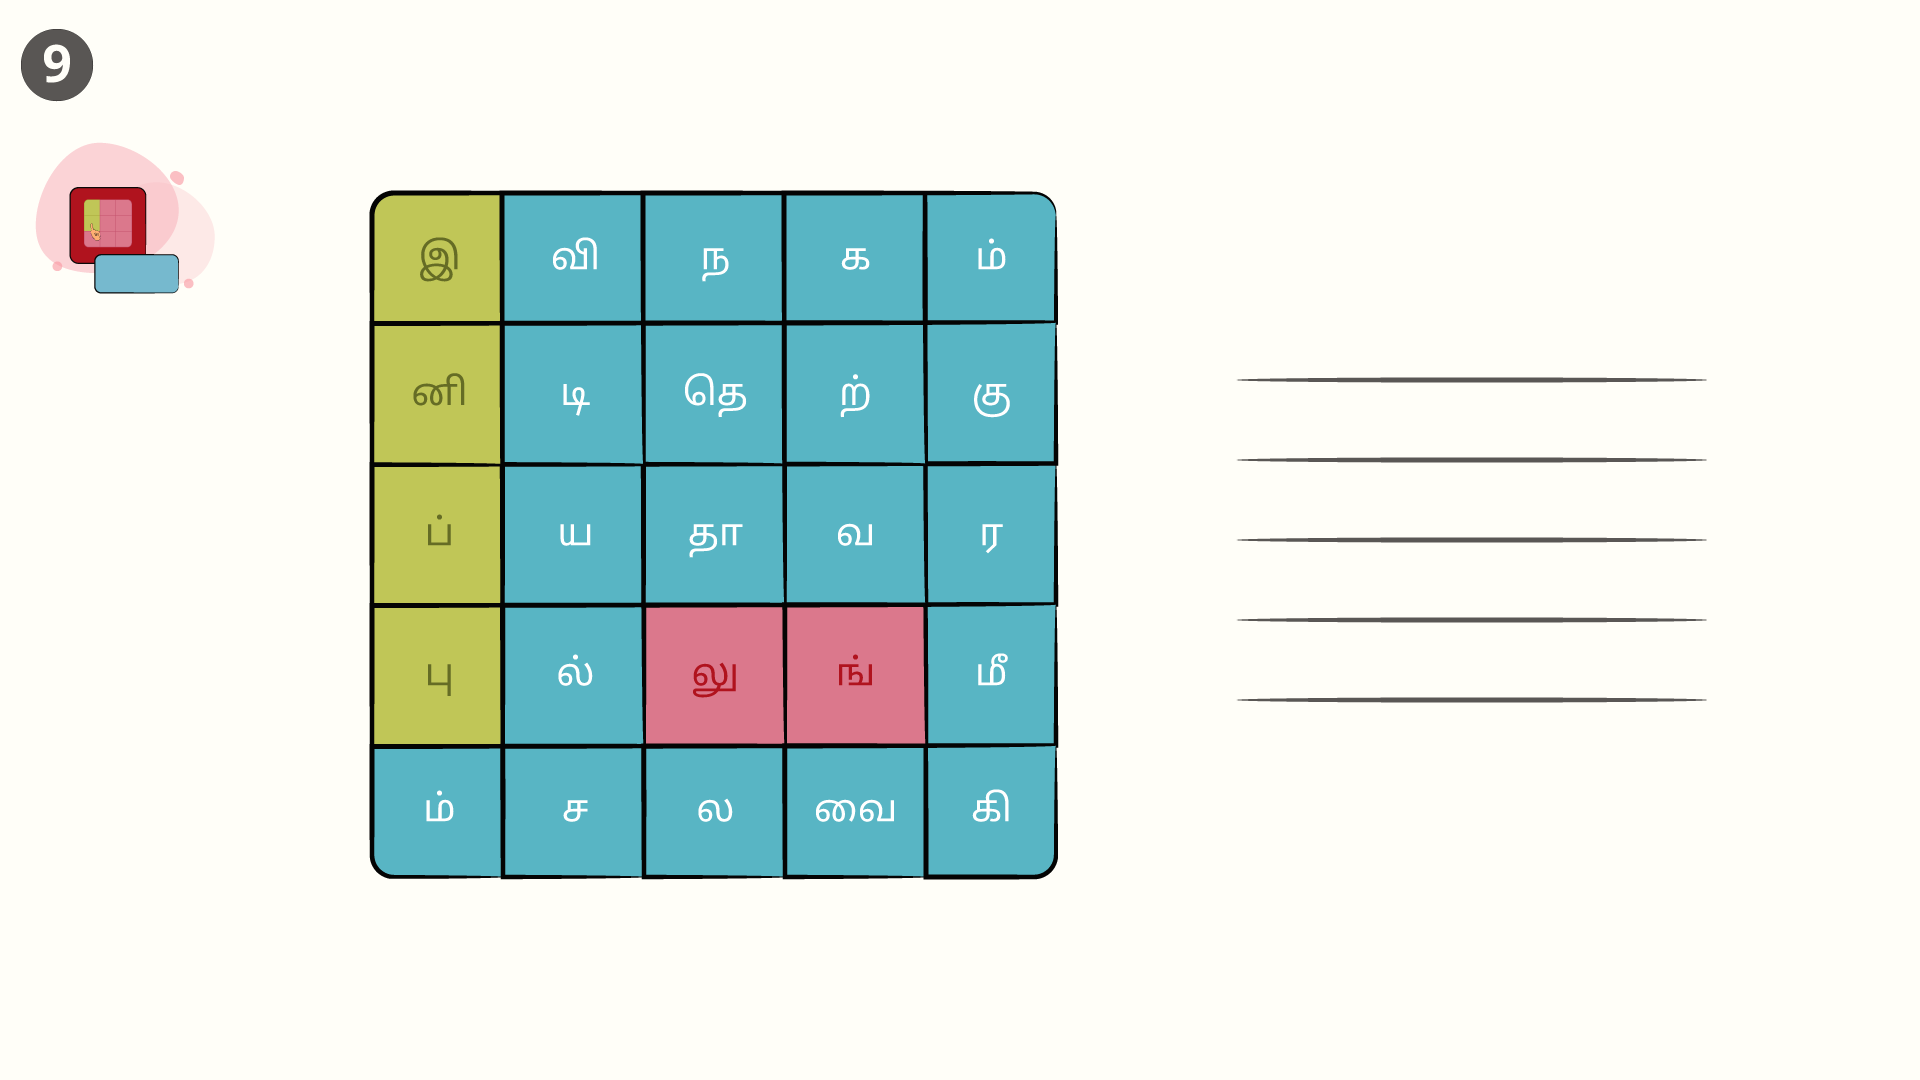 9
இ வி ந க ம்
னி டி தெ ற் கு
ப் ய தா வ ர
பு ல் லு ங் மீ
ம் ச ல வை கி